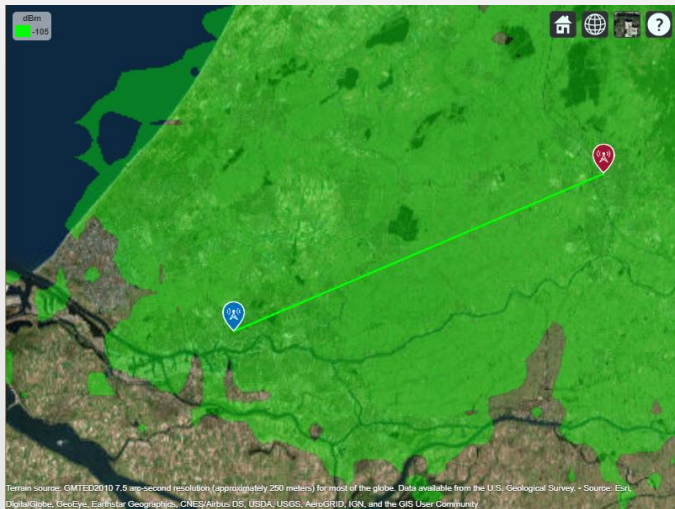 dBm
-105
?
Terrain source: GMTED2010 7.5 arc-second resolution (approximately 250 meters) for most of the globe. Data available from the U.S. Geological Survey. • Source: Esri,
DigitalGlobe, GeoEye, Earthstar Geographics, CNES/Airbus DS, USDA, USGS, AeroGRID, IGN, and the GIS User Community